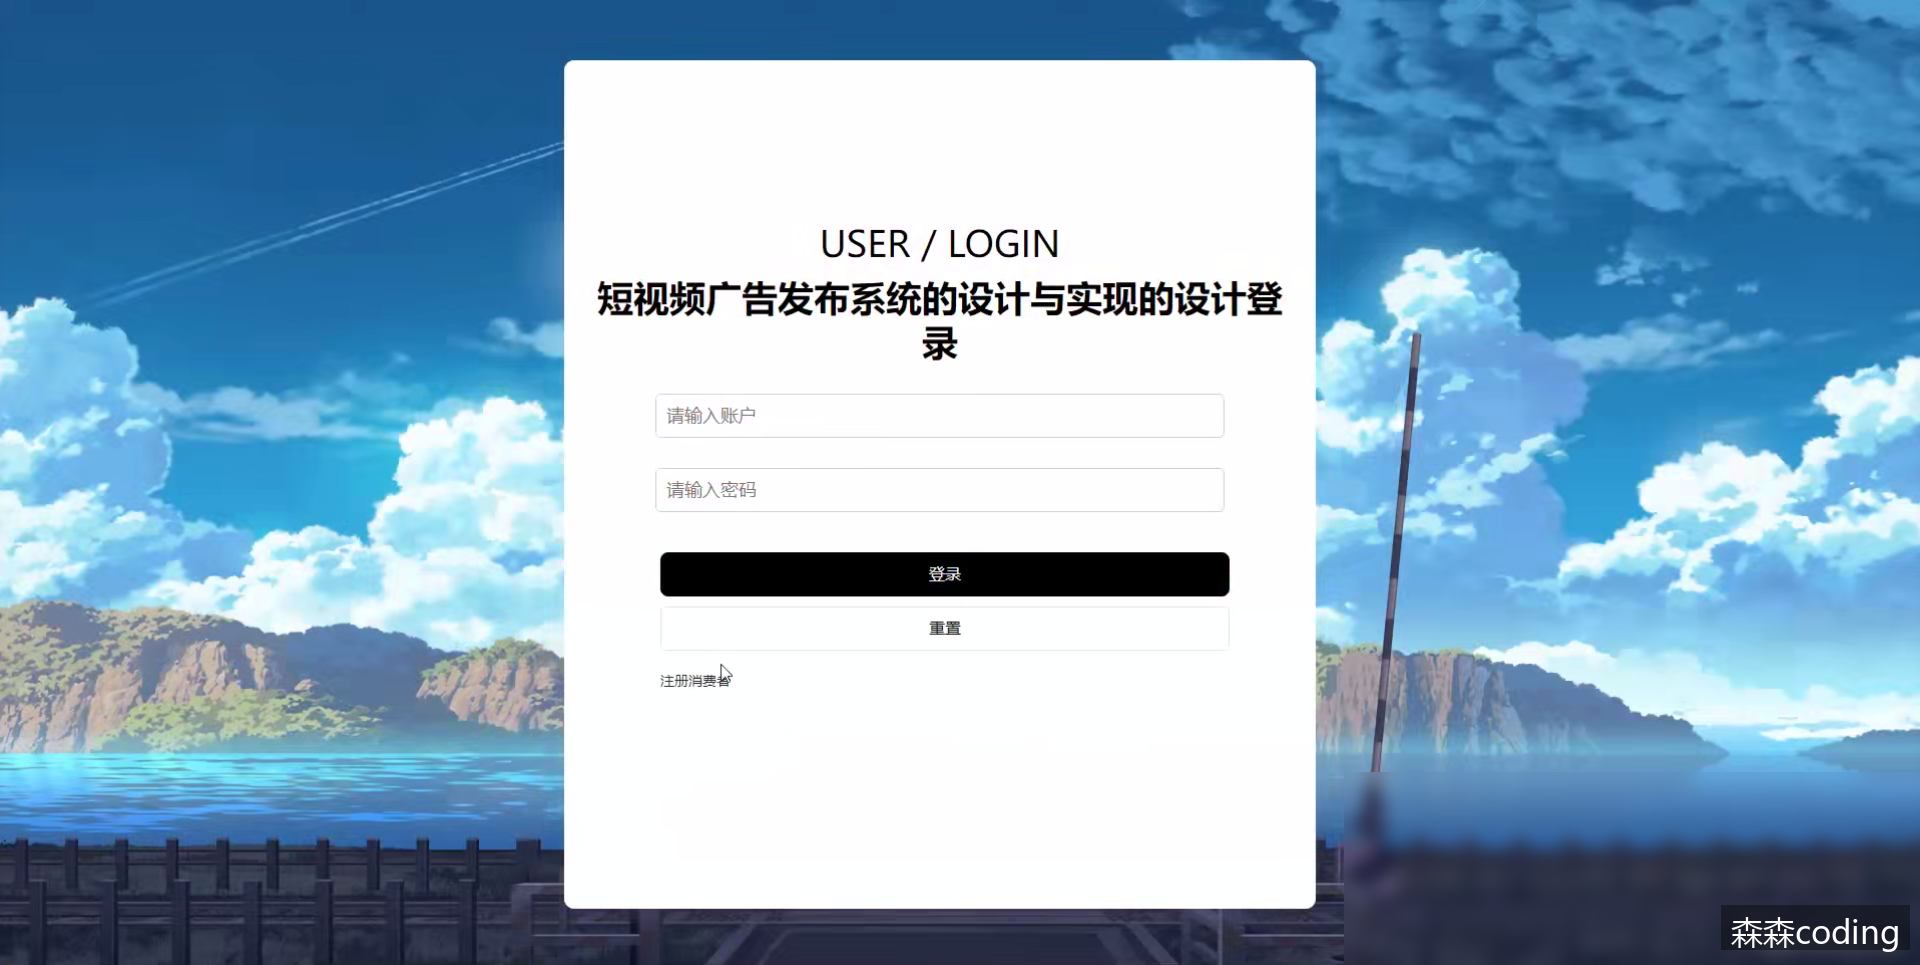 USER / LOGIN
短视频广告发布系统的设计与实现的设计登
录
请输入账户
请输入密码
登录
重置
注册消费者
森森coding